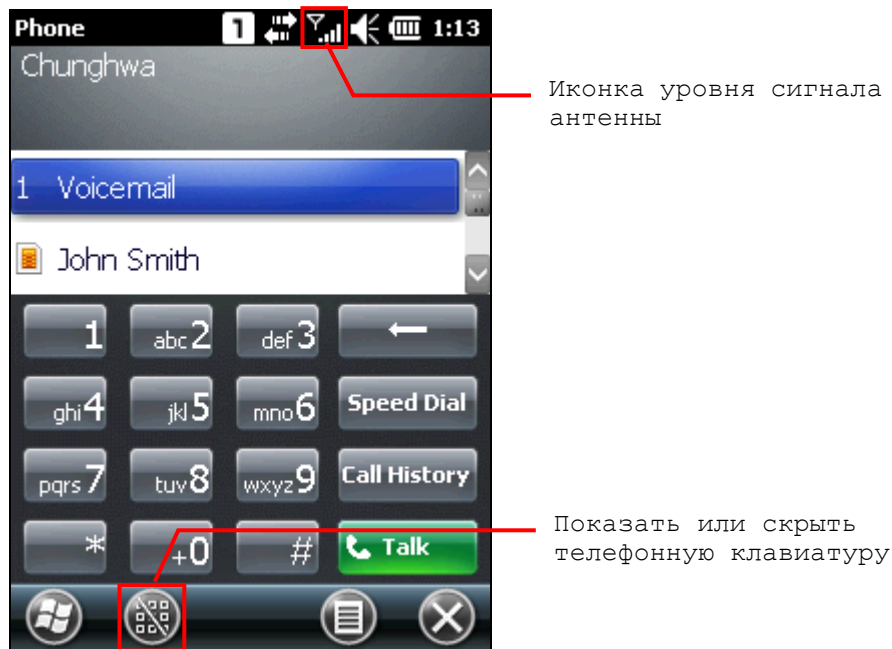 Phone 1 1:13
Chunghwa
Иконка уровня сигнала
антенны
1 Voicemail
John Smith
1 abc2 def3
ghi4 jkl5 mno6 Speed Dial
pqrs7 tuv8 wxyz9 Call History
* +0 # Talk
Показать или скрыть
телефонную клавиатуру